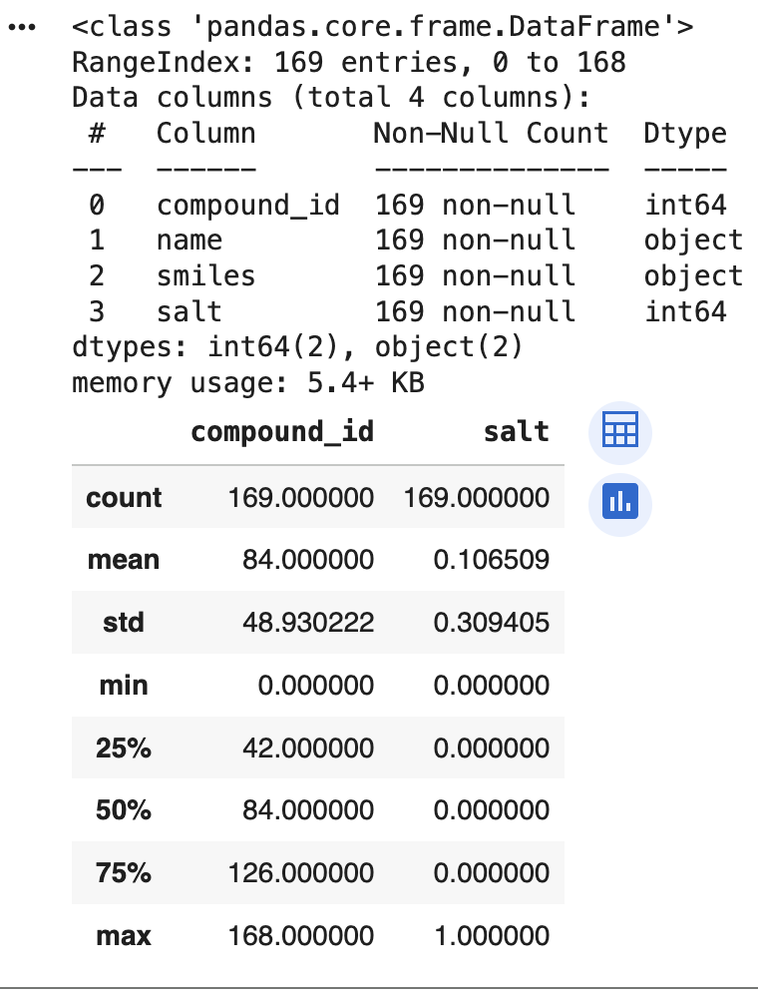 ••• <class 'pandas.core.frame.DataFrame'>
RangeIndex: 169 entries, 0 to 168
Data columns (total 4 columns):
 #   Column       Non-Null Count  Dtype
---  ------       --------------  -----
 0   compound_id  169 non-null    int64
 1   name         169 non-null    object
 2   smiles       169 non-null    object
 3   salt         169 non-null    int64
dtypes: int64(2), object(2)
memory usage: 5.4+ KB
compound_id salt
count 169.000000 169.000000
mean 84.000000 0.106509
std 48.930222 0.309405
min 0.000000 0.000000
25% 42.000000 0.000000
50% 84.000000 0.000000
75% 126.000000 0.000000
max 168.000000 1.000000